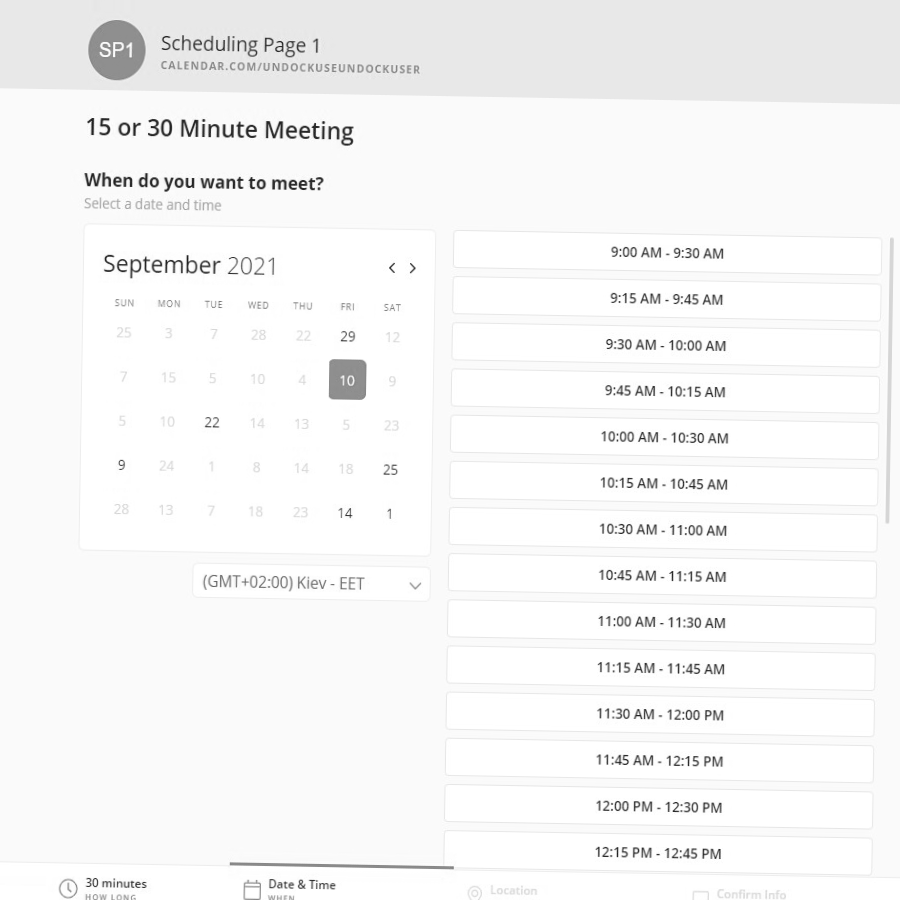 SP1
Scheduling Page 1
CALENDAR.COM/UNDOCKUSEUNDOCKUSER
15 or 30 Minute Meeting
When do you want to meet?
Select a date and time
September 2021
SUN MON TUE WED THU FRI SAT
25 3 7 28 22 29 12
7 15 5 10 4 10 9
5 10 22 14 13 5 23
9 24 1 8 14 18 25
28 13 7 18 23 14 1
(GMT+02:00) Kiev - EET
9:00 AM - 9:30 AM
9:15 AM - 9:45 AM
9:30 AM - 10:00 AM
9:45 AM - 10:15 AM
10:00 AM - 10:30 AM
10:15 AM - 10:45 AM
10:30 AM - 11:00 AM
10:45 AM - 11:15 AM
11:00 AM - 11:30 AM
11:15 AM - 11:45 AM
11:30 AM - 12:00 PM
11:45 AM - 12:15 PM
12:00 PM - 12:30 PM
12:15 PM - 12:45 PM
30 minutes
HOW LONG
Date & Time
WHEN
Location
Confirm Info